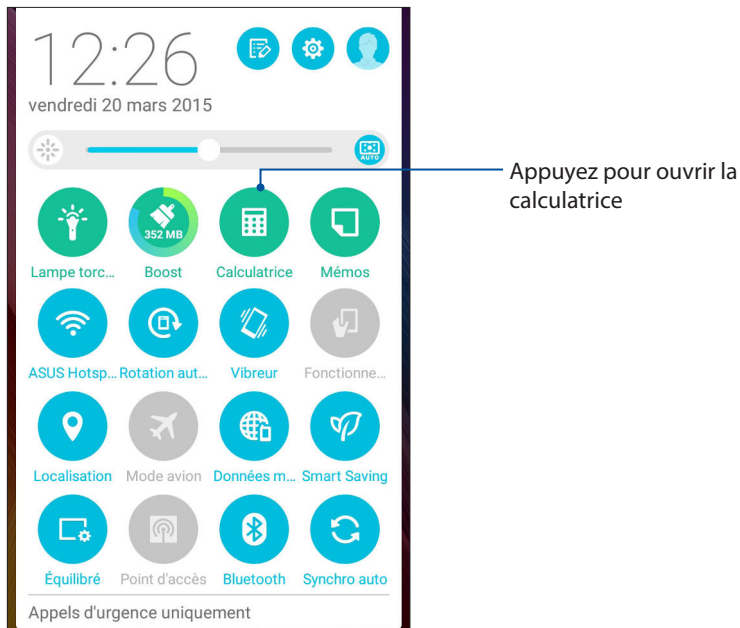 12:26
vendredi 20 mars 2015
AUTO
Appuyez pour ouvrir la
calculatrice
352 MB
Lampe torc... Boost Calculatrice Mémos
ASUS Hotsp... Rotation aut... Vibreur Fonctionne...
Localisation Mode avion Données m... Smart Saving
Équilibré Point d'accès Bluetooth Synchro auto
Appels d'urgence uniquement